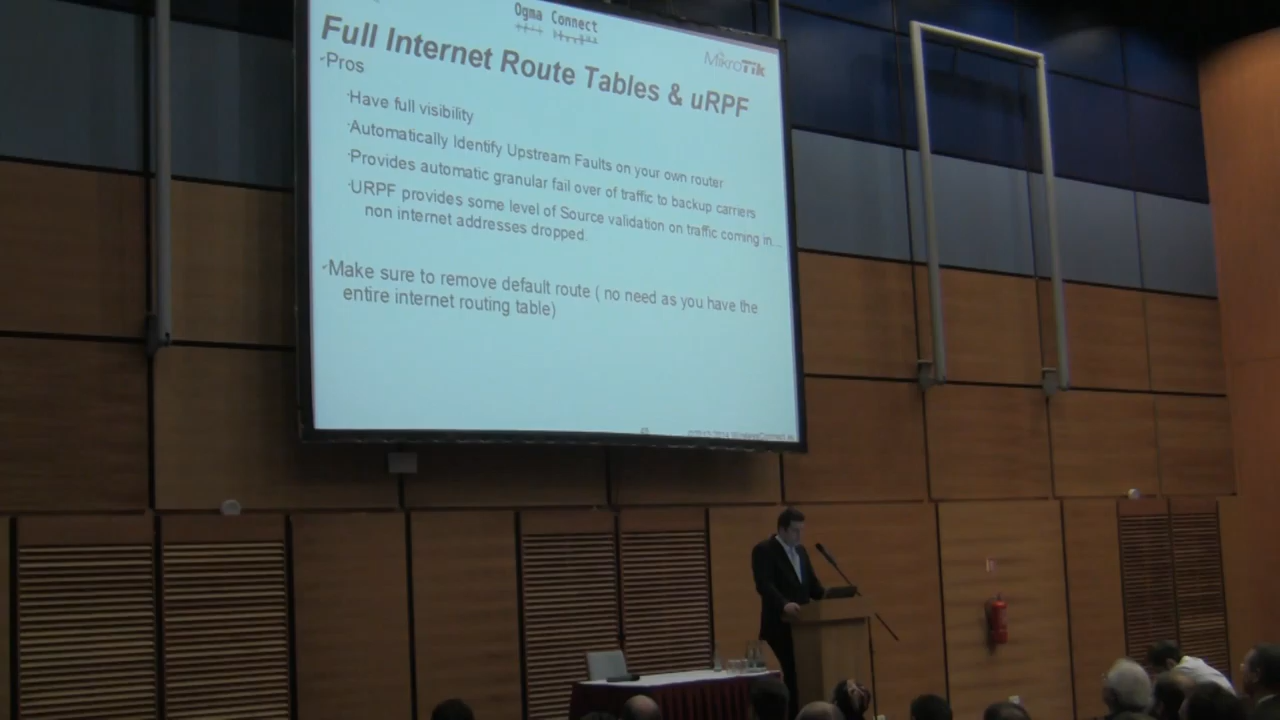 Ogma Connect
MikroTik
Full Internet Route Tables & uRPF
Pros
Have full visibility
Automatically Identify Upstream Faults on your own router
Provides automatic granular fail over of traffic to backup carriers
URPF provides some level of Source validation on traffic coming in...
non internet addresses dropped.
Make sure to remove default route ( no need as you have the
entire internet routing table)